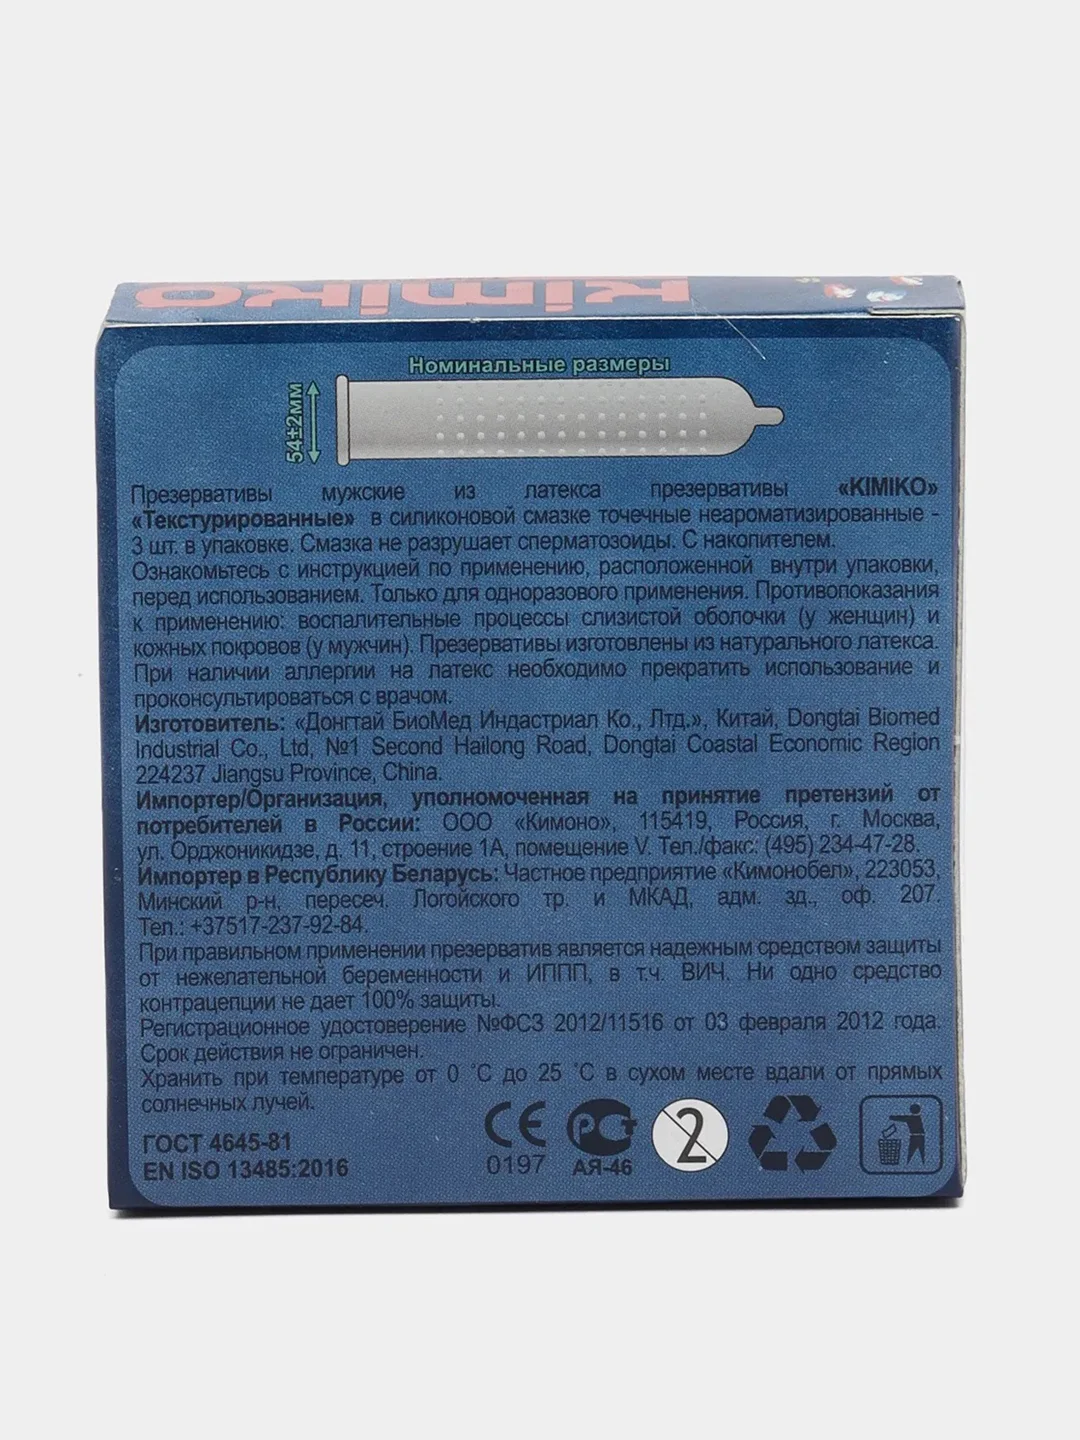 kimiko
Номинальные размеры
54±2мм
Презервативы мужские из латекса презервативы «KIMIKO»
«Текстурированные» в силиконовой смазке точечные неароматизированные -
3 шт. в упаковке. Смазка не разрушает сперматозоиды. С накопителем.
Ознакомьтесь с инструкцией по применению, расположенной внутри упаковки,
перед использованием. Только для одноразового применения. Противопоказания
к применению: воспалительные процессы слизистой оболочки (у женщин) и
кожных покровов (у мужчин). Презервативы изготовлены из натурального латекса.
При наличии аллергии на латекс необходимо прекратить использование и
проконсультироваться с врачом.
Изготовитель: «Донгтай БиоМед Индастриал Ко., Лтд.», Китай, Dongtai Biomed
Industrial Co., Ltd, №1 Second Hailong Road, Dongtai Coastal Economic Region
224237 Jiangsu Province, China.
Импортер/Организация, уполномоченная на принятие претензий от
потребителей в России: ООО «Кимоно», 115419, Россия, г. Москва,
ул. Орджоникидзе, д. 11, строение 1А, помещение V. Тел./факс: (495) 234-47-28.
Импортер в Республику Беларусь: Частное предприятие «Кимонобел», 223053,
Минский р-н, пересеч. Логойского тр. и МКАД, адм. зд., оф. 207.
Тел.: +37517-237-92-84.
При правильном применении презерватив является надежным средством защиты
от нежелательной беременности и ИППП, в т.ч. ВИЧ. Ни одно средство
контрацепции не дает 100% защиты.
Регистрационное удостоверение №ФСЗ 2012/11516 от 03 февраля 2012 года.
Срок действия не ограничен.
Хранить при температуре от 0 ˚С до 25 ˚С в сухом месте вдали от прямых
солнечных лучей.
ГОСТ 4645-81
EN ISO 13485:2016
CE
0197
РСТ
АЯ-46
2